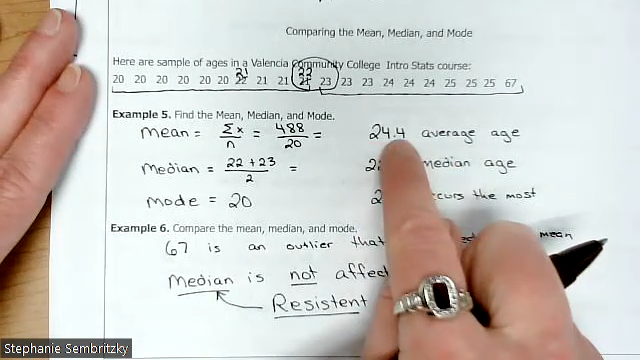 Comparing the Mean, Median, and Mode
Here are sample of ages in a Valencia Community College Intro Stats course:
21 22
20 20 20 20 20 20 22 21 21 21 23 23 23 24 24 24 25 25 25 67
Example 5. Find the Mean, Median, and Mode.
Mean = Σx/n = 488/20 = 24.4 average age
Median = 22+23/2 = median age
mode = 20 the most
Example 6. Compare the mean, median, and mode.
67 is an outlier that mean
Median is not
Resistent
Stephanie Sembritzky